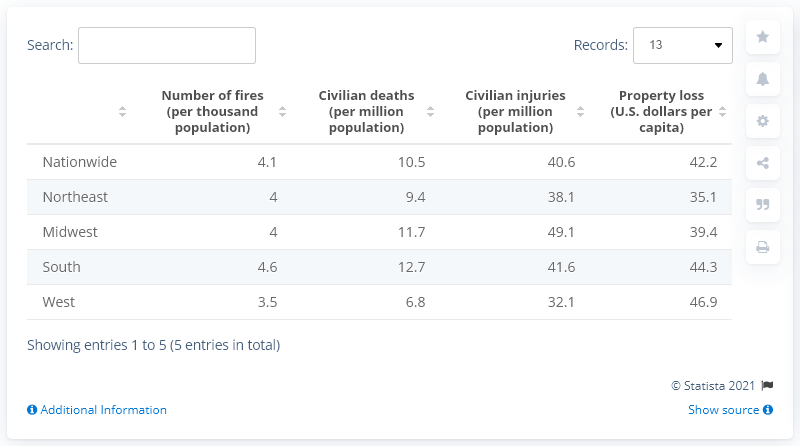 Search: Records: 13
Number of fires (per thousand population) Civilian deaths (per million population) Civilian injuries (per million population) Property loss (U.S. dollars per capita)
Nationwide 4.1 10.5 40.6 42.2
Northeast 4 9.4 38.1 35.1
Midwest 4 11.7 49.1 39.4
South 4.6 12.7 41.6 44.3
West 3.5 6.8 32.1 46.9
Showing entries 1 to 5 (5 entries in total)
© Statista 2021
Additional Information Show source